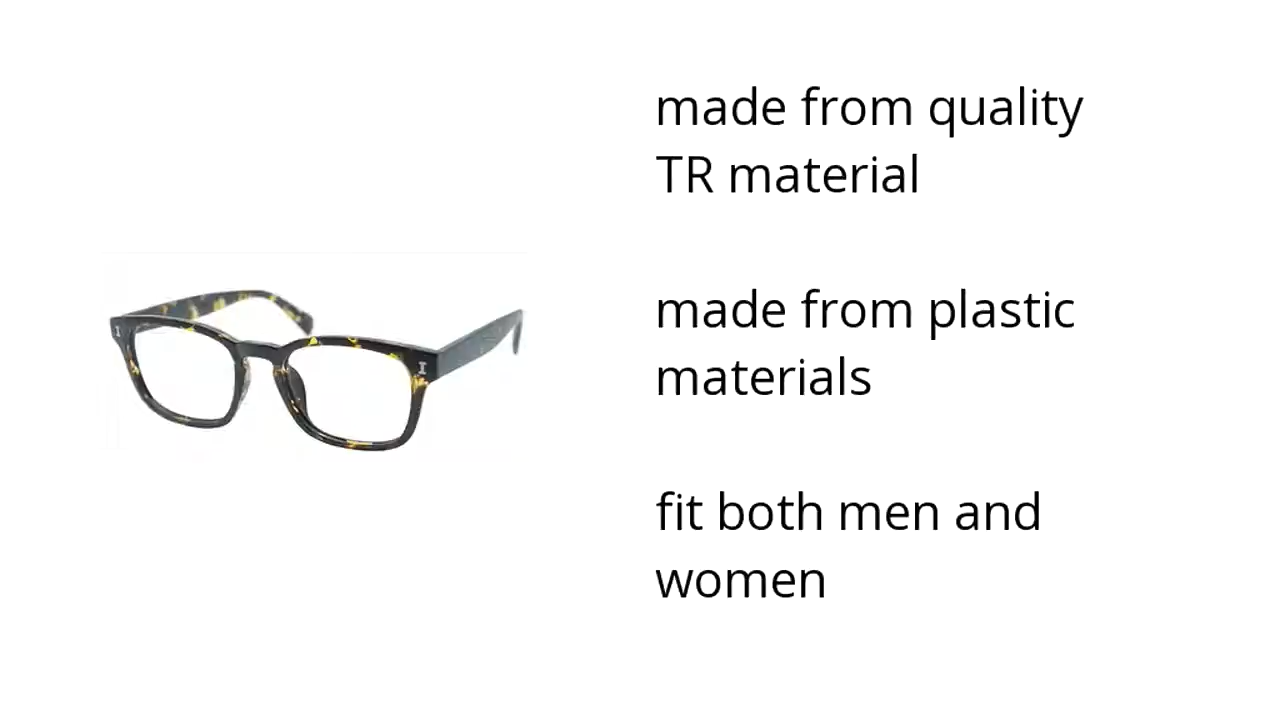 made from quality
TR material
made from plastic
materials
fit both men and
women